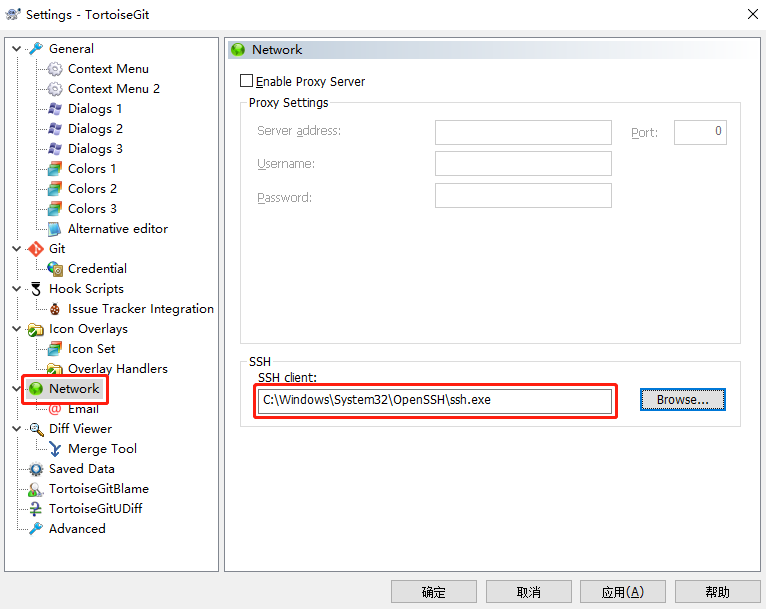 Settings - TortoiseGit
General
Context Menu
Context Menu 2
Dialogs 1
Dialogs 2
Dialogs 3
Colors 1
Colors 2
Colors 3
Alternative editor
Git
Credential
Hook Scripts
Issue Tracker Integration
Icon Overlays
Icon Set
Overlay Handlers
Network
Email
Diff Viewer
Merge Tool
Saved Data
TortoiseGitBlame
TortoiseGitUDiff
Advanced
Network
Enable Proxy Server
Proxy Settings
Server address:
Port:
0
Username:
Password:
SSH
SSH client:
C:\Windows\System32\OpenSSH\ssh.exe
Browse...
确定
取消
应用(A)
帮助